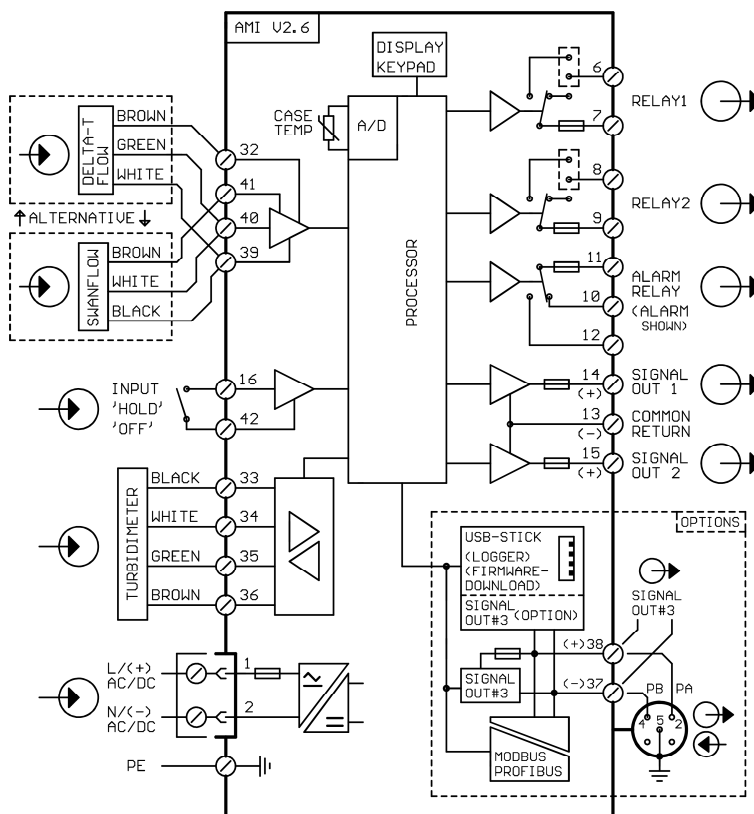 AMI V2.6
DISPLAY
KEYPAD
CASE
TEMP
A/D
PROCESSOR
DELTA-T
FLOW
BROWN
GREEN
WHITE
32
41
40
39
ALTERNATIVE
SWANFLOW
BROWN
WHITE
BLACK
INPUT
'HOLD'
'OFF'
16
42
TURBIDIMETER
BLACK
WHITE
GREEN
BROWN
33
34
35
36
L/(+)
AC/DC
N/(-)
AC/DC
1
2
PE
6
7
RELAY1
8
9
RELAY2
11
10
12
ALARM
RELAY
(ALARM
SHOWN)
14
(+)
SIGNAL
OUT 1
13
(-)
COMMON
RETURN
15
(+)
SIGNAL
OUT 2
OPTIONS
USB-STICK
(LOGGER)
(FIRMWARE-
DOWNLOAD)
SIGNAL
OUT#3 (OPTION)
SIGNAL
OUT#3
(+)38
SIGNAL
OUT#3
(-)37
PB PA
4 5 2
MODBUS
PROFIBUS